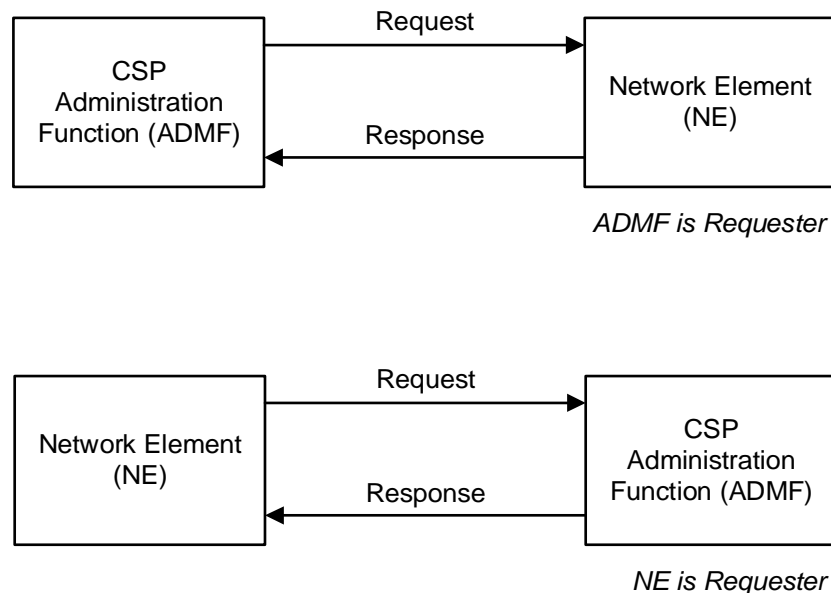 Request
CSP
Administration
Function (ADMF)
Network Element
(NE)
Response
ADMF is Requester
Request
Network Element
(NE)
CSP
Administration
Function (ADMF)
Response
NE is Requester